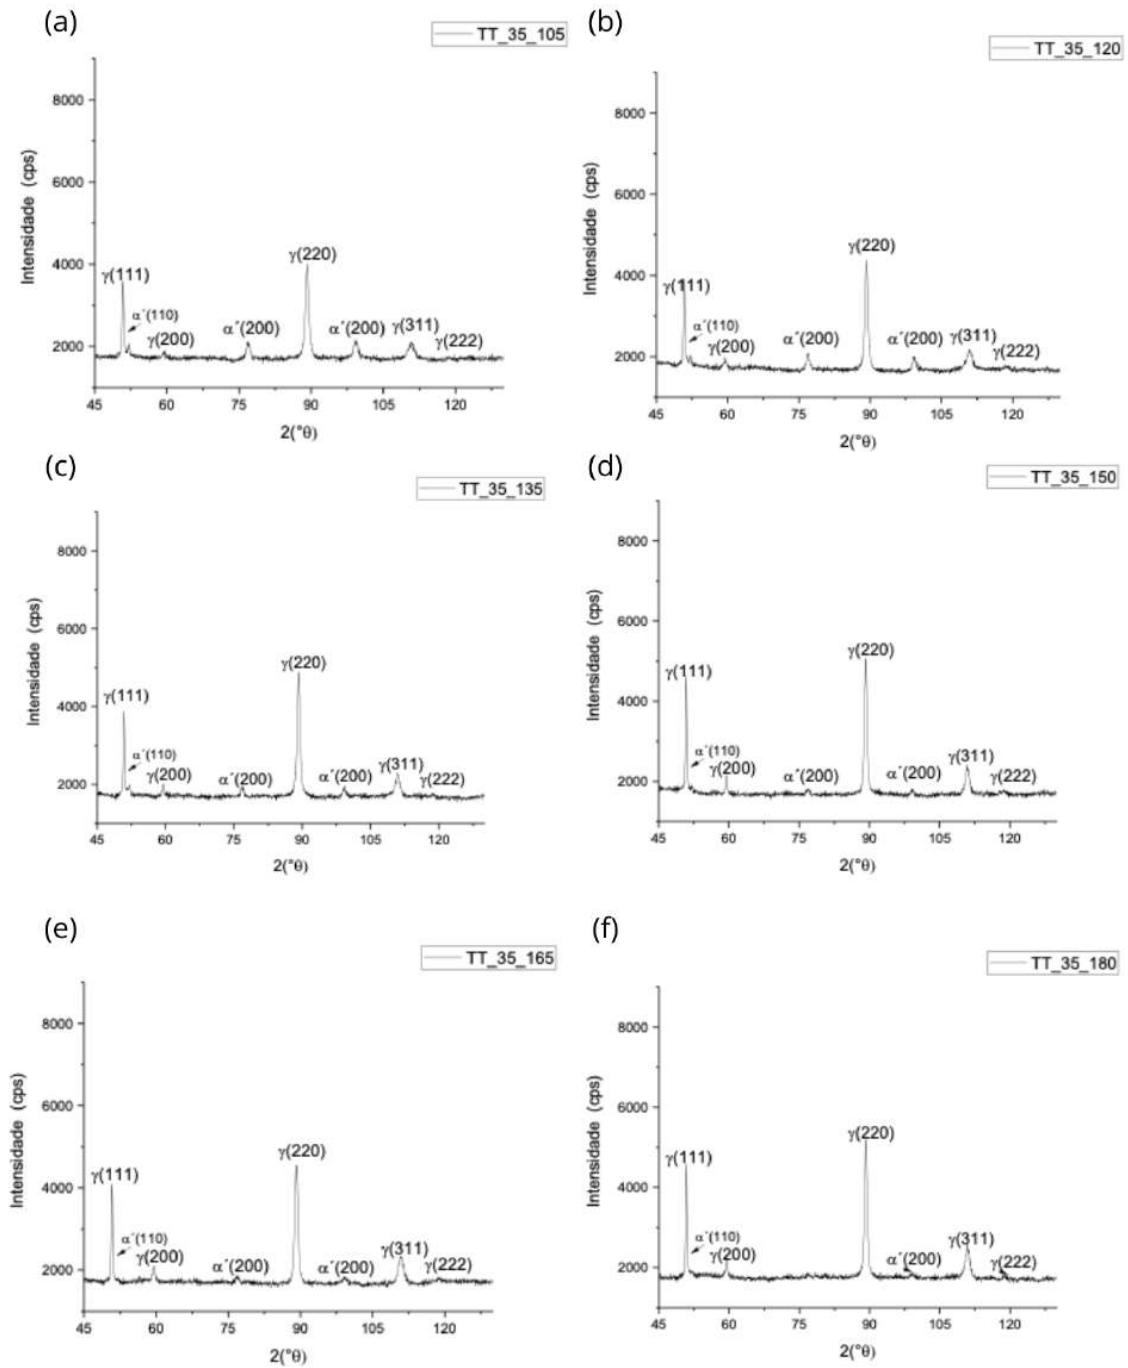 (a)
TT_35_105
8000
6000
4000
2000
Intensidade (cps)
γ(111)
α´(110)
γ(200)
α´(200)
γ(220)
α´(200)
γ(311)
γ(222)
45 60 75 90 105 120
2(°θ)
(b)
TT_35_120
8000
6000
4000
2000
Intensidade (cps)
γ(111)
α´(110)
γ(200)
α´(200)
γ(220)
α´(200)
γ(311)
γ(222)
45 60 75 90 105 120
2(°θ)
(c)
TT_35_135
8000
6000
4000
2000
Intensidade (cps)
γ(111)
α´(110)
γ(200)
α´(200)
γ(220)
α´(200)
γ(311)
γ(222)
45 60 75 90 105 120
2(°θ)
(d)
TT_35_150
8000
6000
4000
2000
Intensidade (cps)
γ(111)
α´(110)
γ(200)
α´(200)
γ(220)
α´(200)
γ(311)
γ(222)
45 60 75 90 105 120
2(°θ)
(e)
TT_35_165
8000
6000
4000
2000
Intensidade (cps)
γ(111)
α´(110)
γ(200)
α´(200)
γ(220)
α´(200)
γ(311)
γ(222)
45 60 75 90 105 120
2(°θ)
(f)
TT_35_180
8000
6000
4000
2000
Intensidade (cps)
γ(111)
α´(110)
γ(200)
γ(220)
α´(200)
γ(311)
γ(222)
45 60 75 90 105 120
2(°θ)